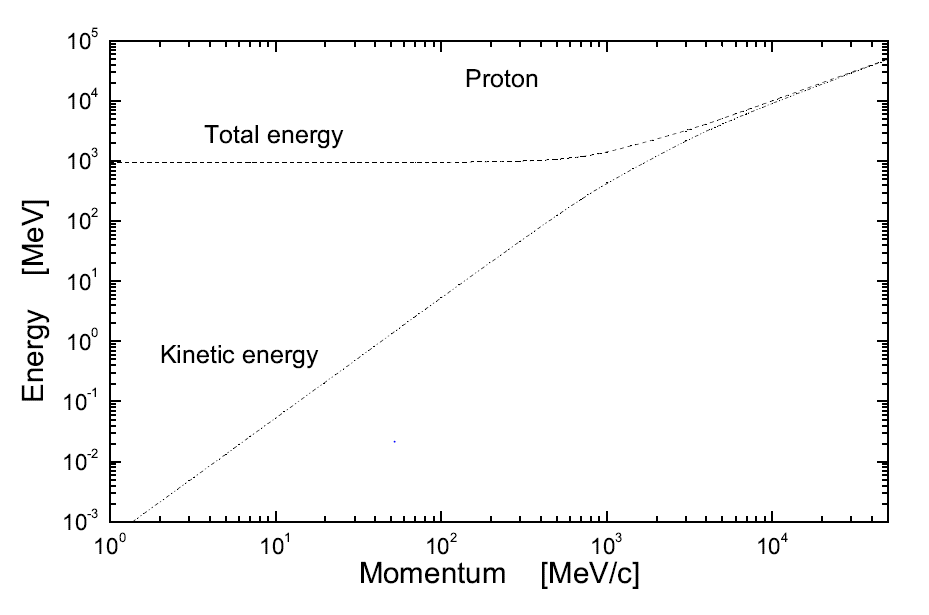 10^5
10^4
10^3
10^2
10^1
10^0
10^-1
10^-2
10^-3
Energy [MeV]
Proton
Total energy
Kinetic energy
10^0 10^1 10^2 10^3 10^4
Momentum [MeV/c]